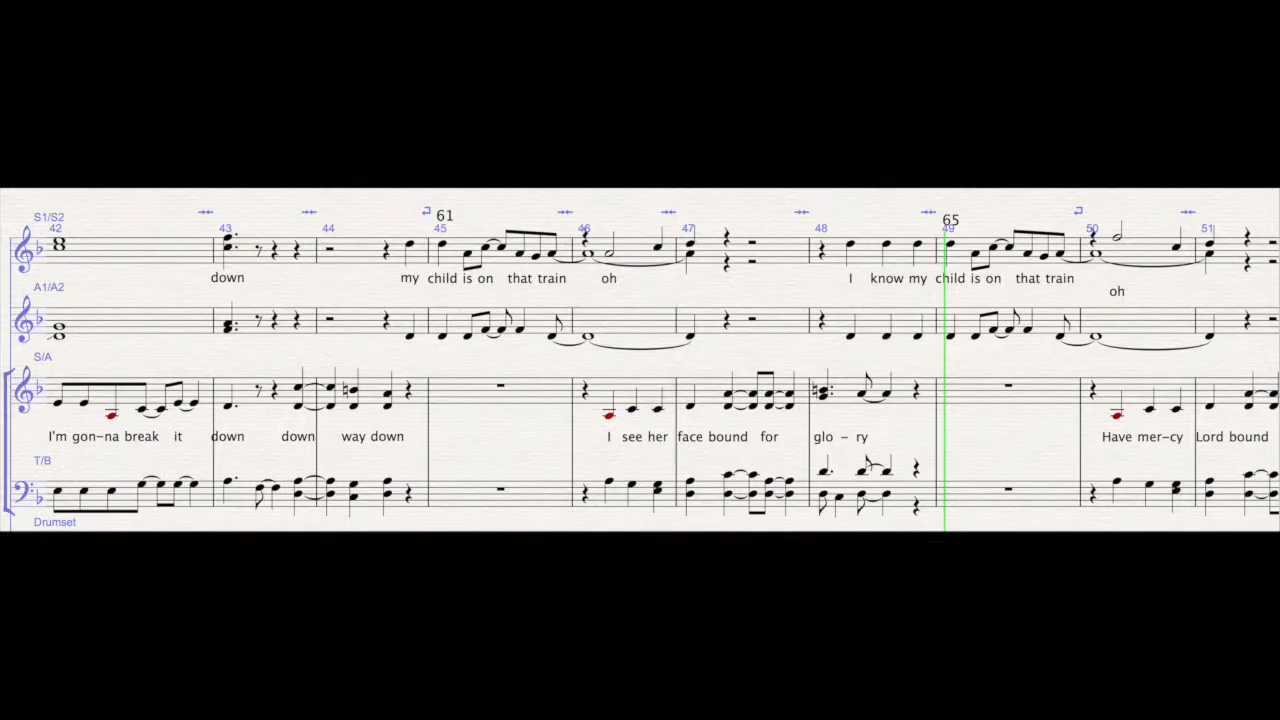 61
65
S1/S2
42 43 44 45 46 47 48 49 50 51
down my child is on that train oh I know my child is on that train oh
A1/A2
S/A
I'm gon-na break it down down way down I see her face bound for glo - ry Have mer-cy Lord bound
T/B
Drumset